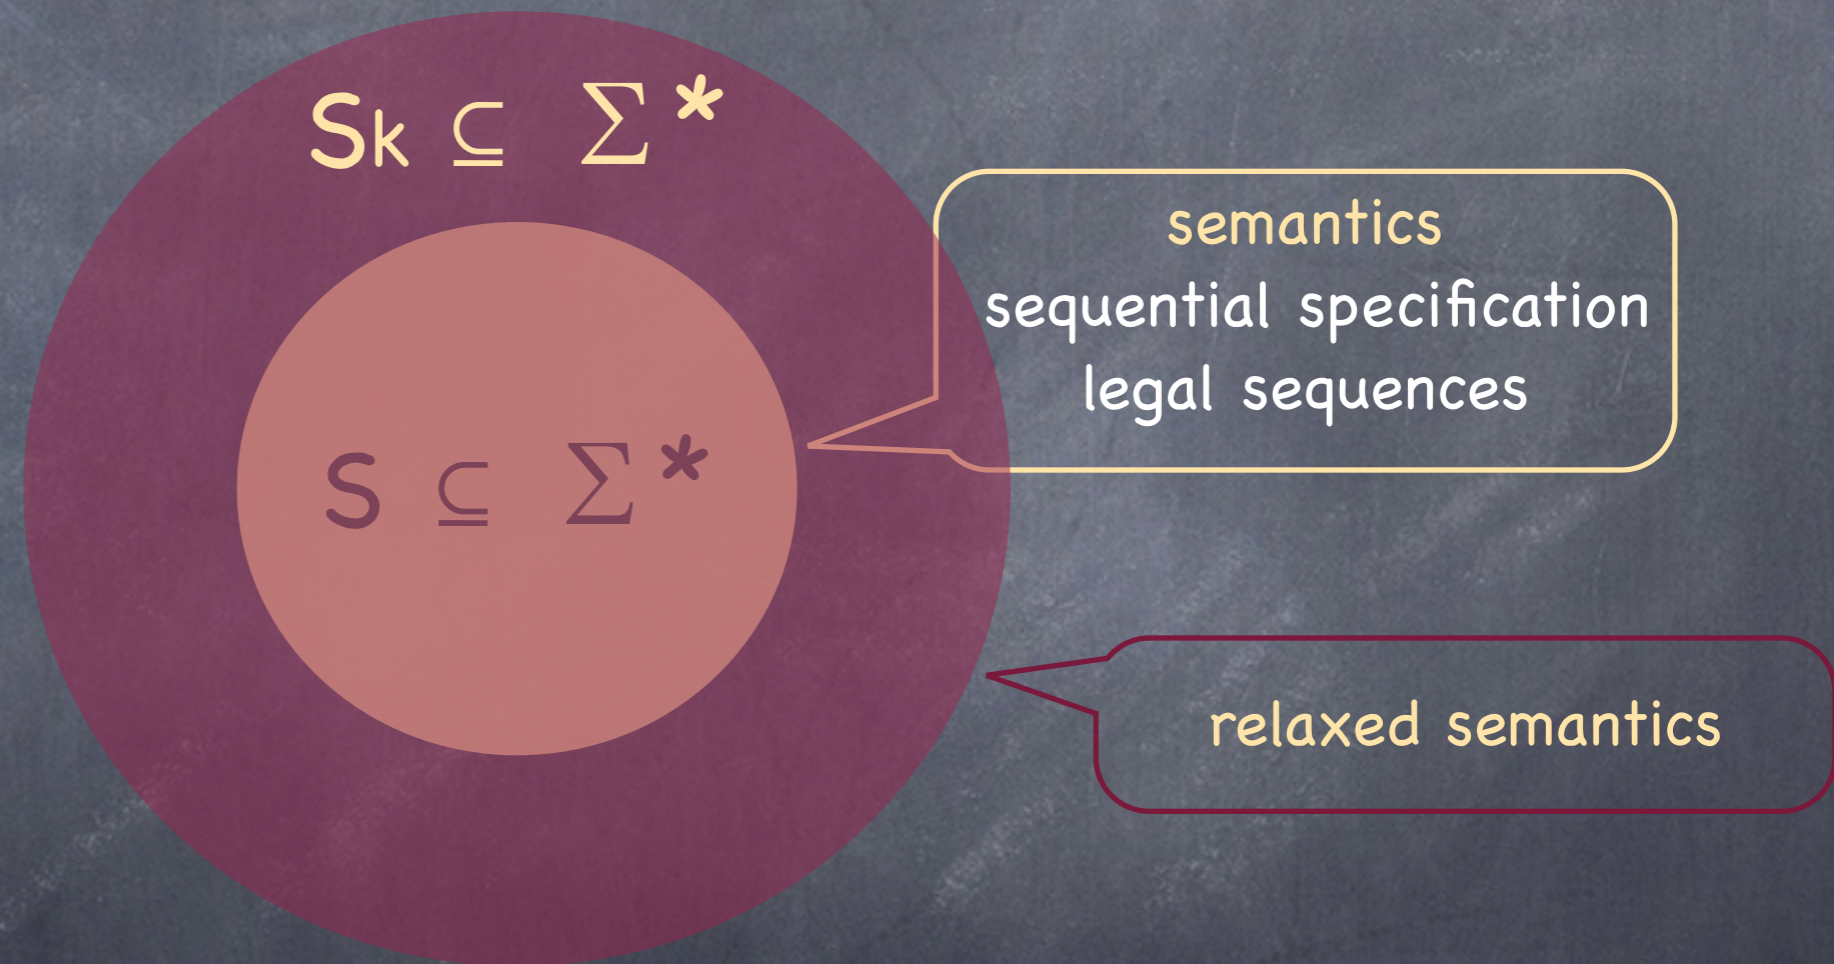 Sk ⊆ Σ*
semantics
sequential specification
legal sequences
S ⊆ Σ*
relaxed semantics